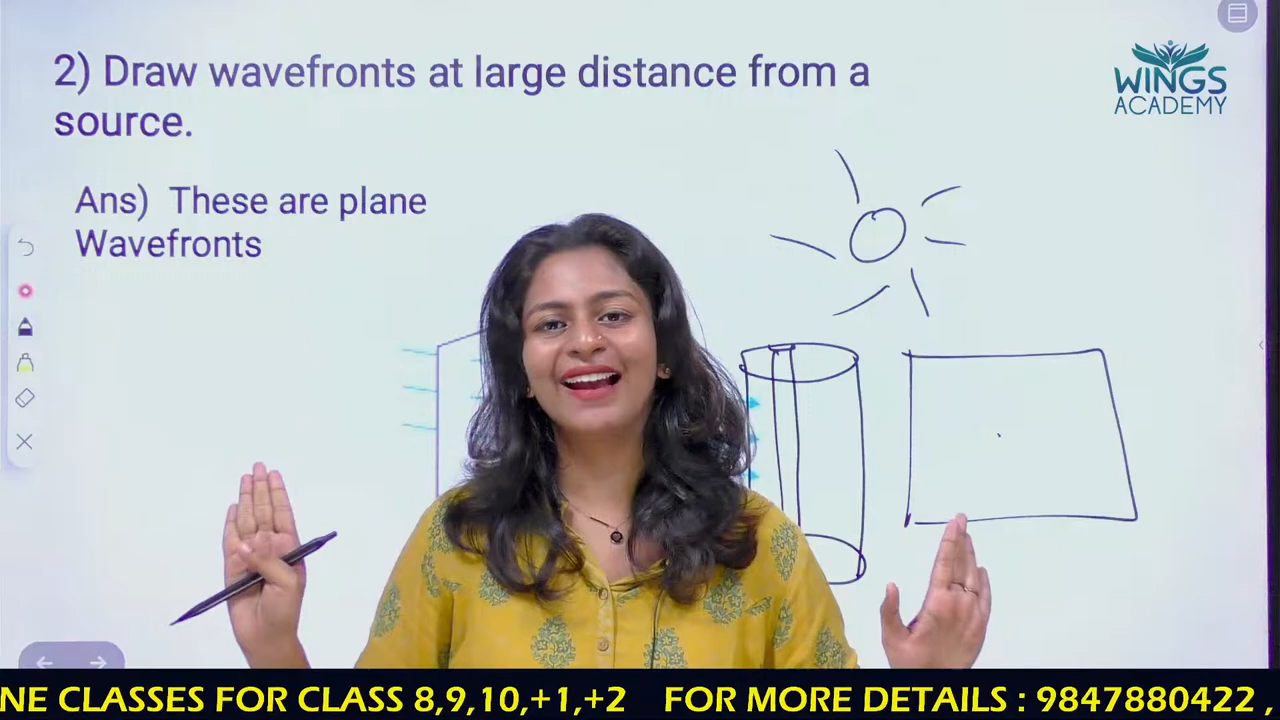 2) Draw wavefronts at large distance from a
source.
WINGS
ACADEMY
Ans)  These are plane
Wavefronts
NE CLASSES FOR CLASS 8,9,10,+1,+2    FOR MORE DETAILS : 9847880422 ,